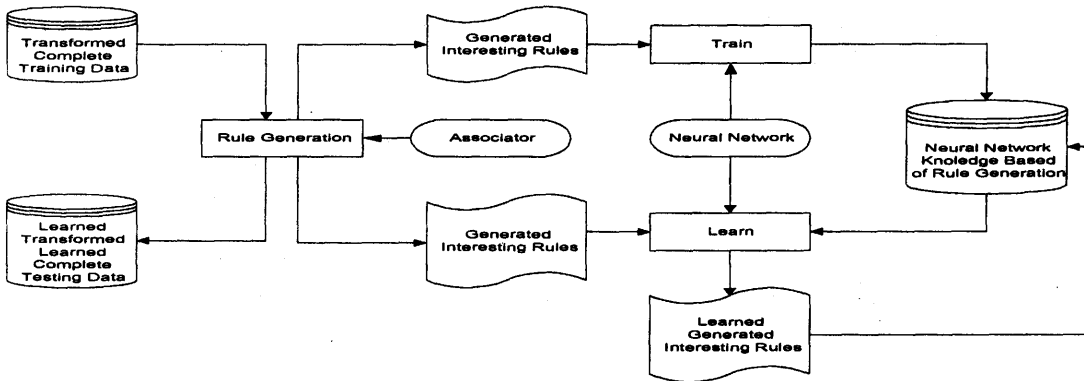 Transformed
Complete
Training Data
Generated
Interesting Rules
Train
Rule Generation
Associator
Neural Network
Neural Network
Knoledge Based
of Rule Generation
Learned
Transformed
Learned
Complete
Testing Data
Generated
Interesting Rules
Learn
Learned
Generated
Interesting Rules